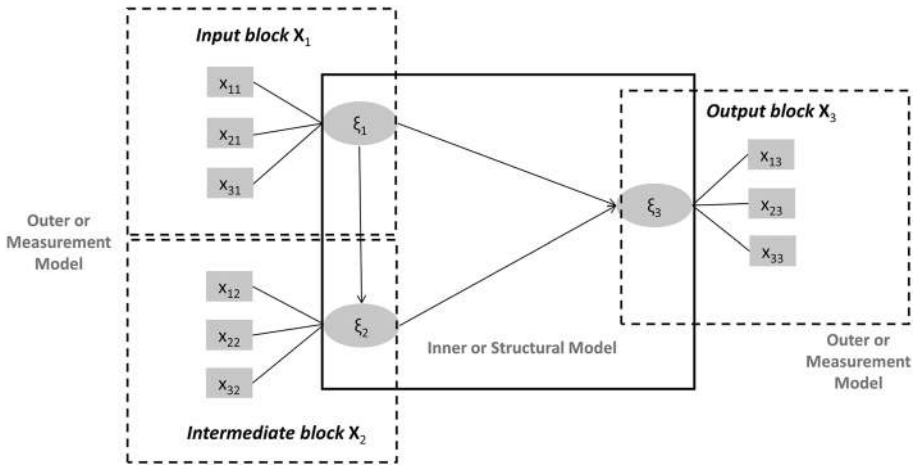 Input block X₁
x₁₁
x₂₁
x₃₁
ξ₁
Outer or
Measurement
Model
x₁₂
x₂₂
x₃₂
ξ₂
Intermediate block X₂
Inner or Structural Model
Output block X₃
ξ₃
x₁₃
x₂₃
x₃₃
Outer or
Measurement
Model